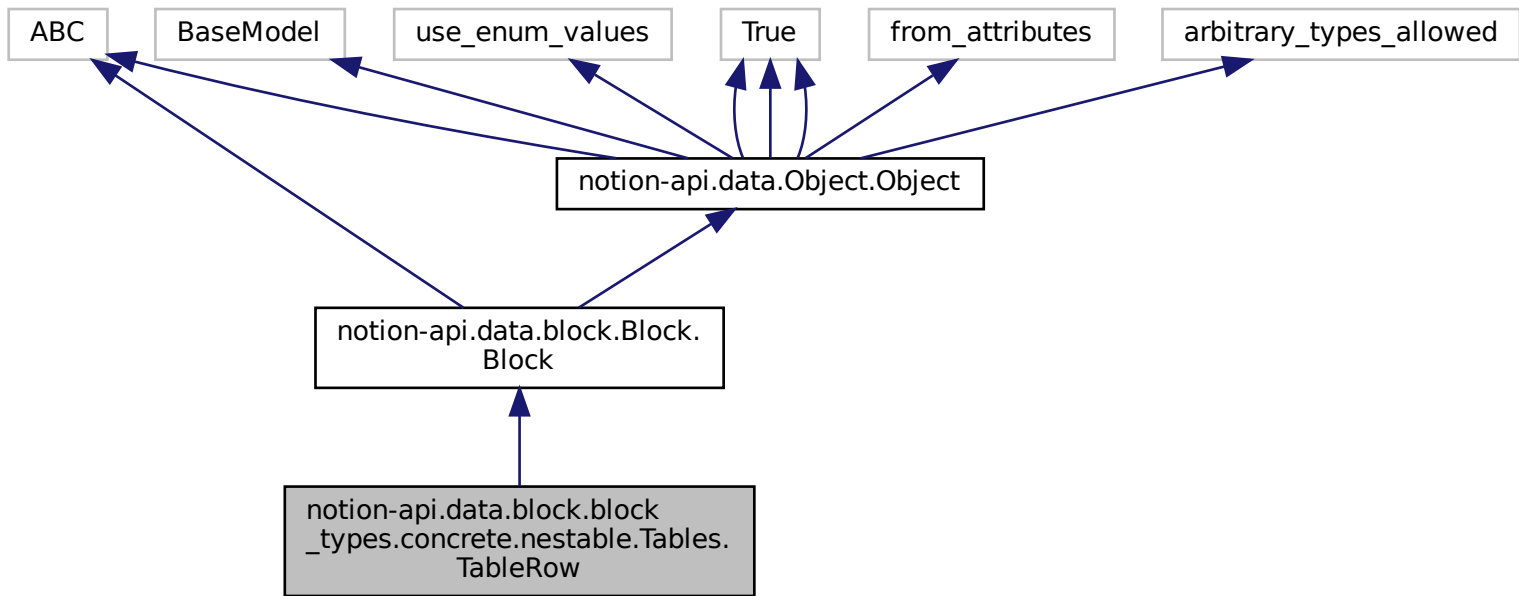 ABC
BaseModel
use_enum_values
True
from_attributes
arbitrary_types_allowed
notion-api.data.Object.Object
notion-api.data.block.Block.
Block
notion-api.data.block.block
_types.concrete.nestable.Tables.
TableRow